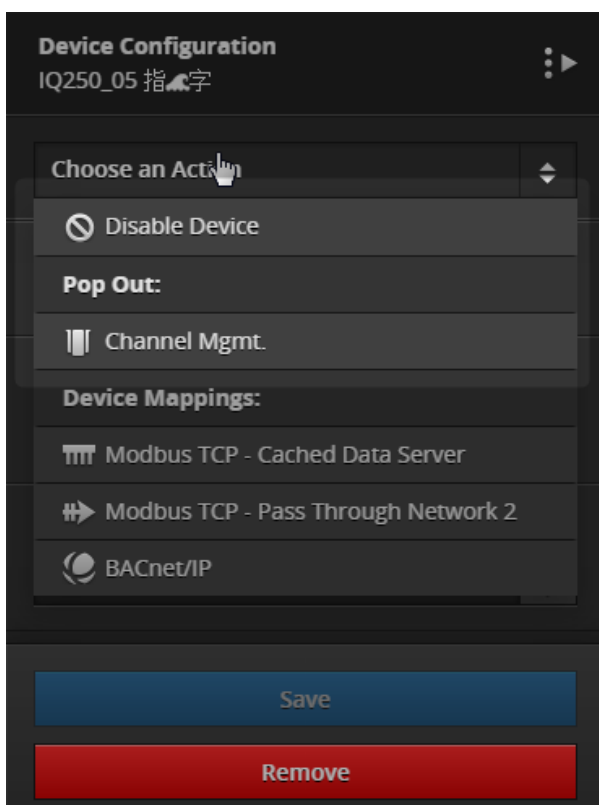 Device Configuration
IQ250_05 指🌊字
Choose an Action
Disable Device
Pop Out:
Channel Mgmt.
Device Mappings:
Modbus TCP - Cached Data Server
Modbus TCP - Pass Through Network 2
BACnet/IP
Save
Remove